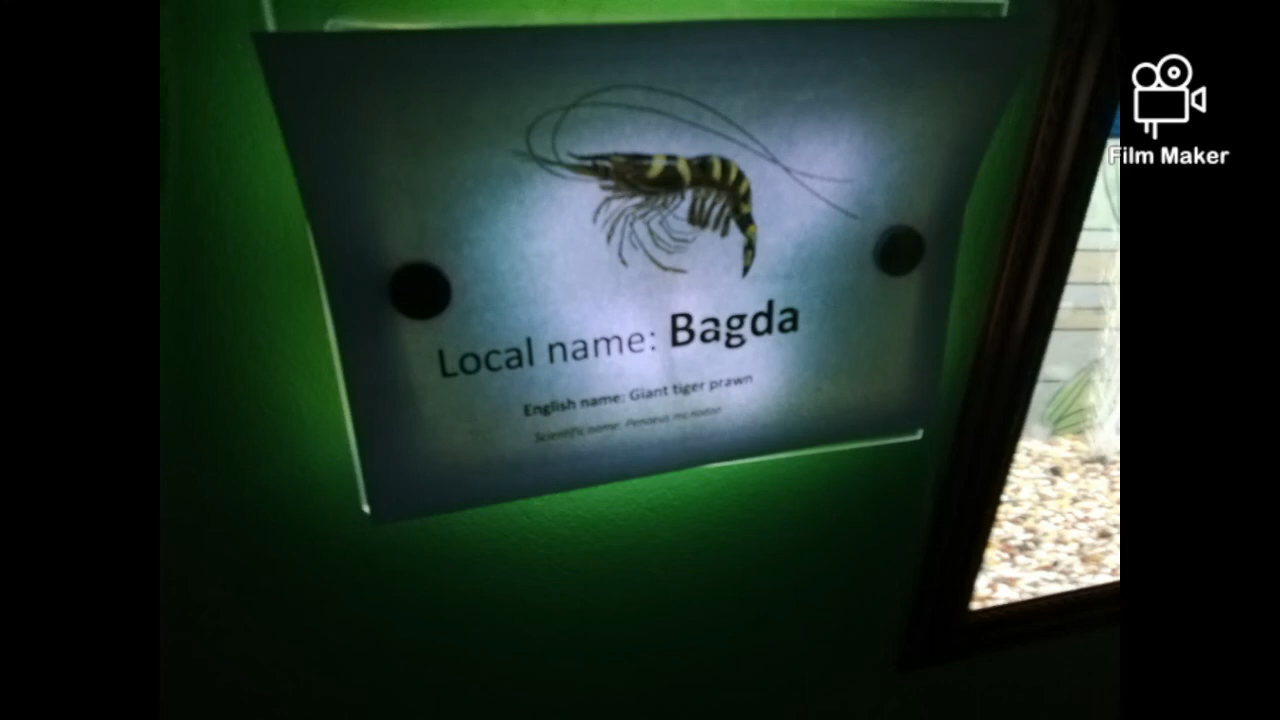 Film Maker
Local name: Bagda
English name: Giant tiger prawn
Scientific name: Penaeus monodon